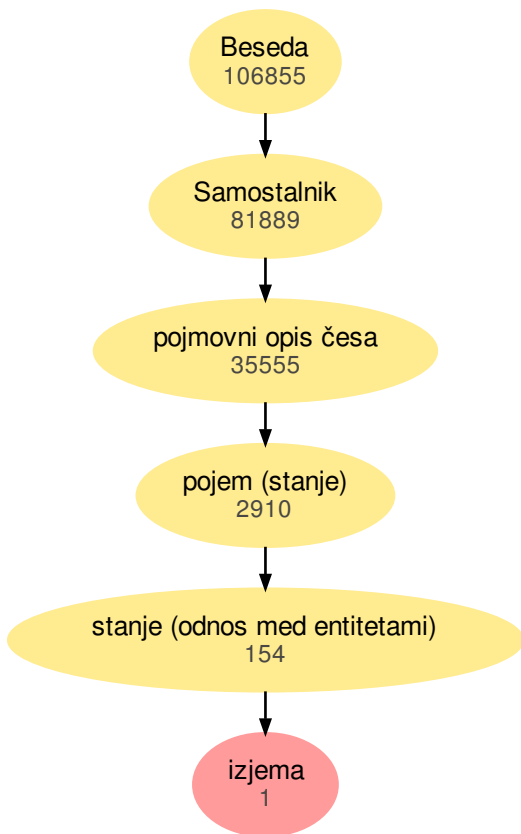 Beseda
106855
Samostalnik
81889
pojmovni opis česa
35555
pojem (stanje)
2910
stanje (odnos med entitetami)
154
izjema
1